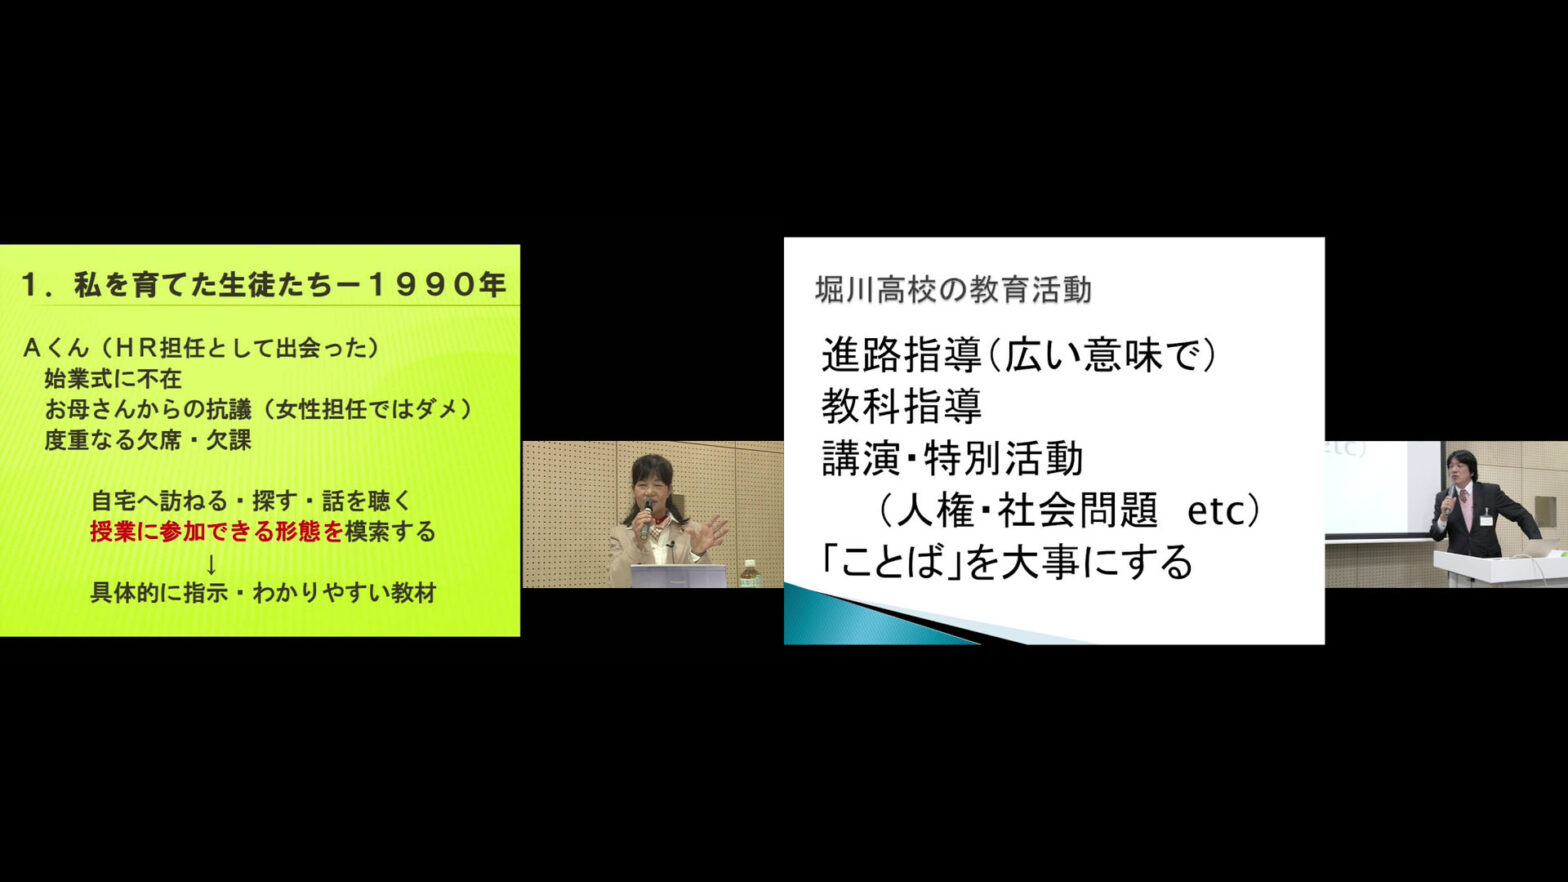 １．私を育てた生徒たちー１９９０年
Ａくん（ＨＲ担任として出会った）
始業式に不在
お母さんからの抗議（女性担任ではダメ）
度重なる欠席・欠課
自宅へ訪ねる・探す・話を聴く
授業に参加できる形態を模索する
↓
具体的に指示・わかりやすい教材
堀川高校の教育活動
進路指導（広い意味で）
教科指導
講演・特別活動
（人権・社会問題　etc）
「ことば」を大事にする
etc）